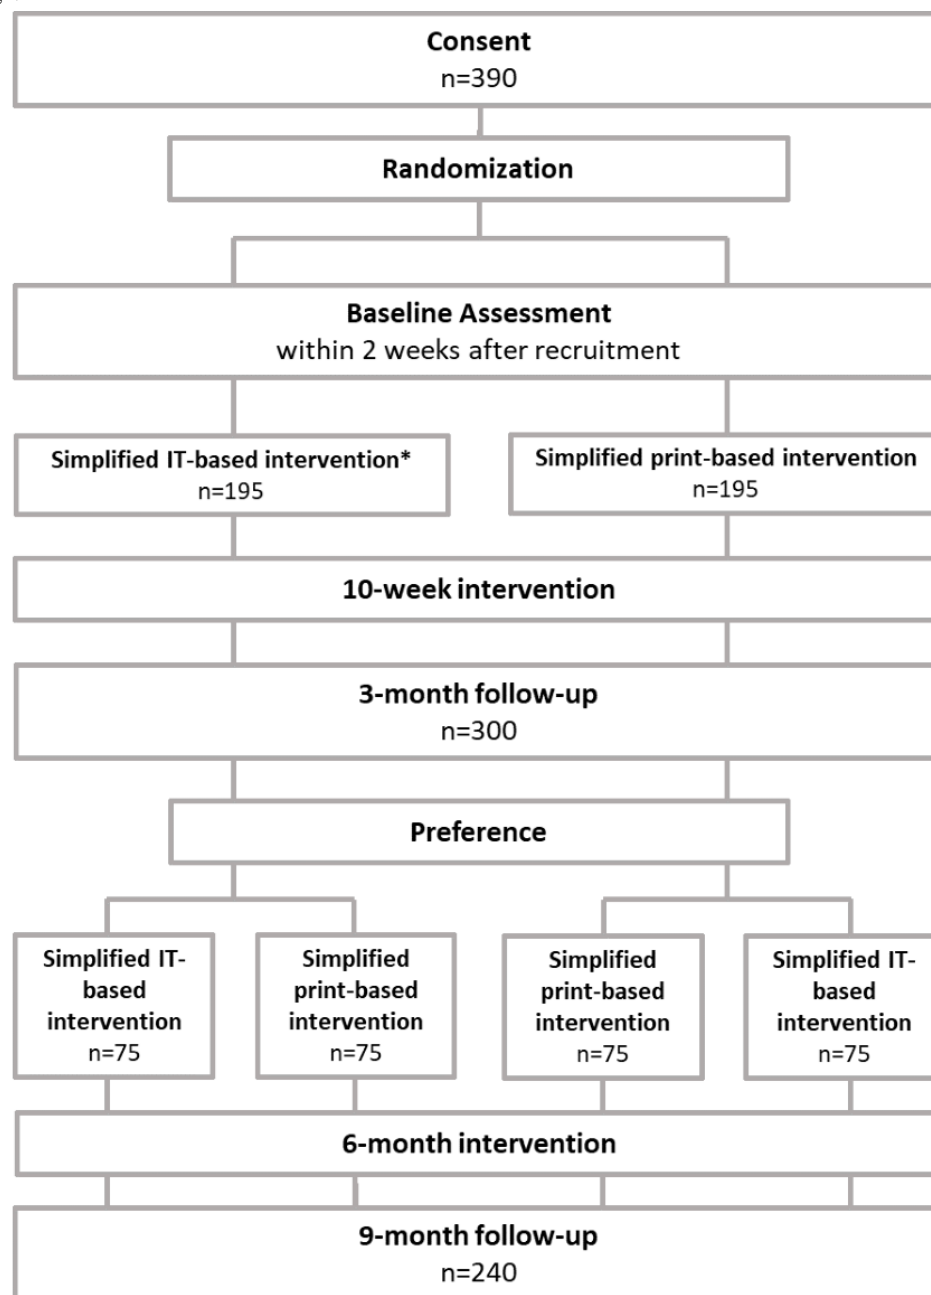 Consent
n=390
Randomization
Baseline Assessment
within 2 weeks after recruitment
Simplified IT-based intervention*
n=195
Simplified print-based intervention
n=195
10-week intervention
3-month follow-up
n=300
Preference
Simplified IT-
based
intervention
n=75
Simplified
print-based
intervention
n=75
Simplified
print-based
intervention
n=75
Simplified IT-
based
intervention
n=75
6-month intervention
9-month follow-up
n=240